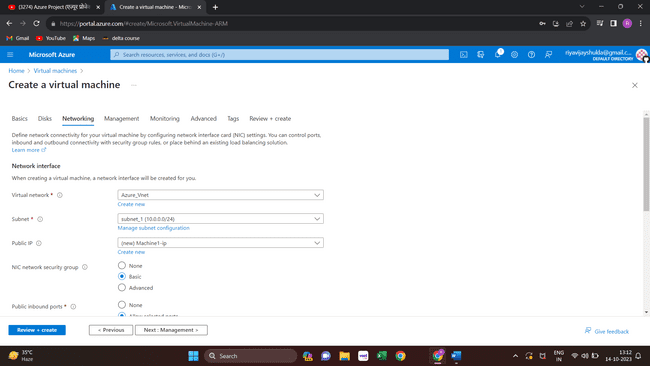 (3274) Azure Project (एज़्यूर प्रोजे
Create a virtual machine - Micros
https://portal.azure.com/#create/Microsoft.VirtualMachine-ARM
Gmail
YouTube
Maps
delta course
Microsoft Azure
Search resources, services, and docs (G+/)
1
riyavijayshukla@gmail.c...
DEFAULT DIRECTORY
Home > Virtual machines >
Create a virtual machine
...
Basics
Disks
Networking
Management
Monitoring
Advanced
Tags
Review + create
Define network connectivity for your virtual machine by configuring network interface card (NIC) settings. You can control ports,
inbound and outbound connectivity with security group rules, or place behind an existing load balancing solution.
Learn more
Network interface
When creating a virtual machine, a network interface will be created for you.
Virtual network *
Azure_Vnet
Create new
Subnet *
subnet_1 (10.0.0.0/24)
Manage subnet configuration
Public IP
(new) Machine1-ip
Create new
NIC network security group
None
Basic
Advanced
Public inbound ports *
None
Allow selected ports
Review + create
< Previous
Next : Management >
Give feedback
35°C
Haze
Search
ENG
IN
13:12
14-10-2023